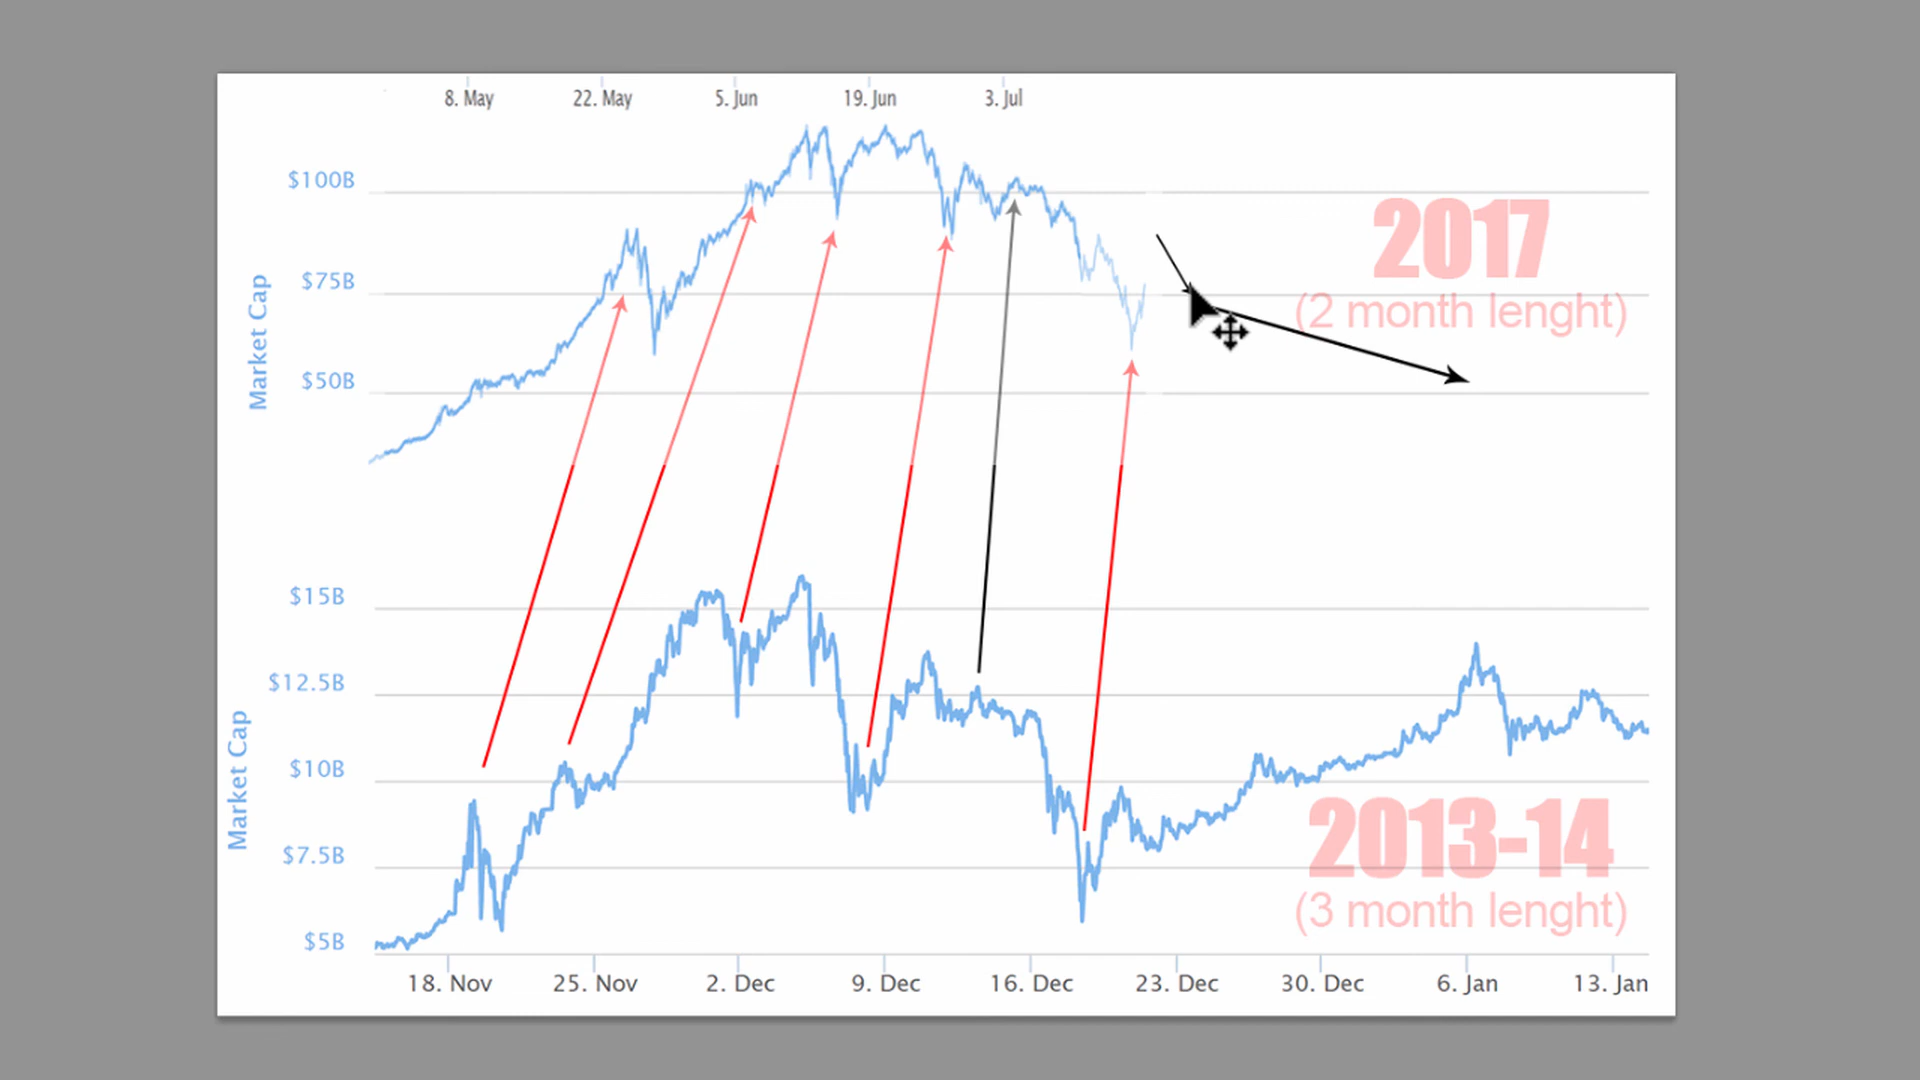 8. May
22. May
5. Jun
19. Jun
3. Jul
$100B
$75B
$50B
Market Cap
2017
(2 month lenght)
$15B
$12.5B
$10B
$7.5B
$5B
Market Cap
2013-14
(3 month lenght)
18. Nov
25. Nov
2. Dec
9. Dec
16. Dec
23. Dec
30. Dec
6. Jan
13. Jan